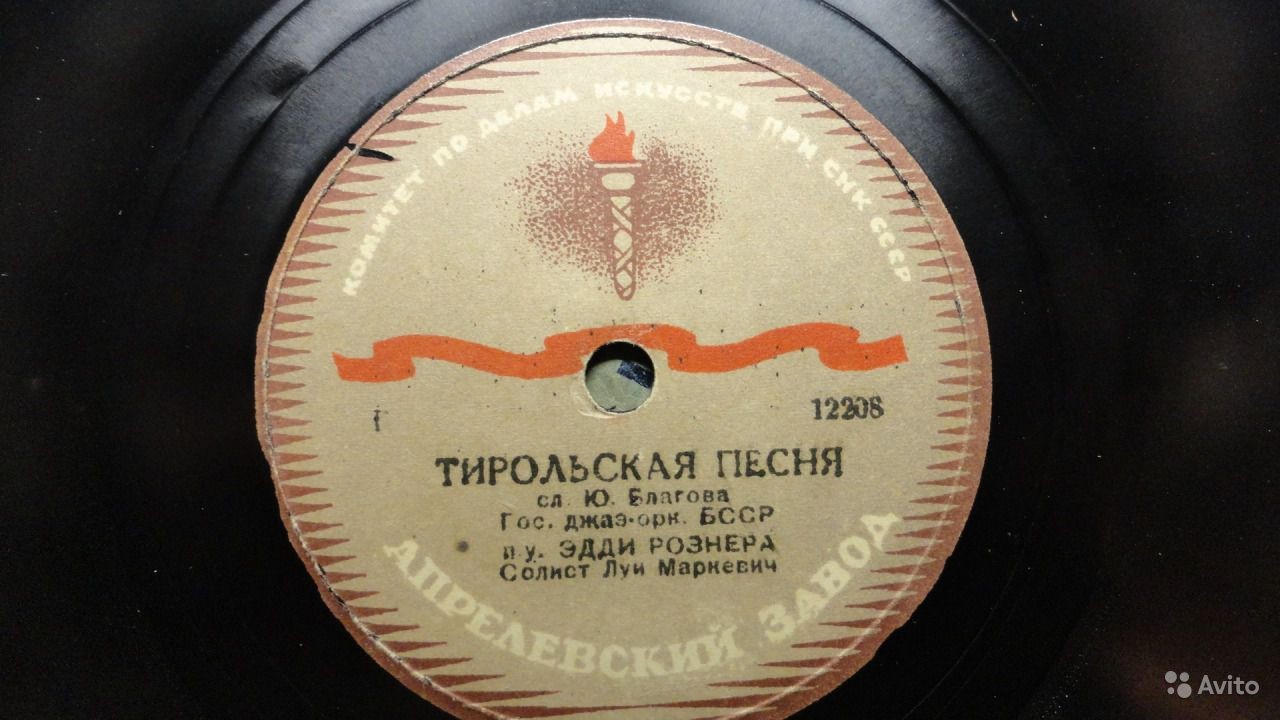 КОМИТЕТ ПО ДЕЛАМ ИСКУССТВ ПРИ СНК СССР
Г
12208
ТИРОЛЬСКАЯ ПЕСНЯ
сл. Ю. Благова
Гос. джаз-орк. БССР
п/у. ЭДДИ РОЗНЕРА
Солист Луи Маркевич
АПРЕЛЕВСКИЙ ЗАВОД
Avito